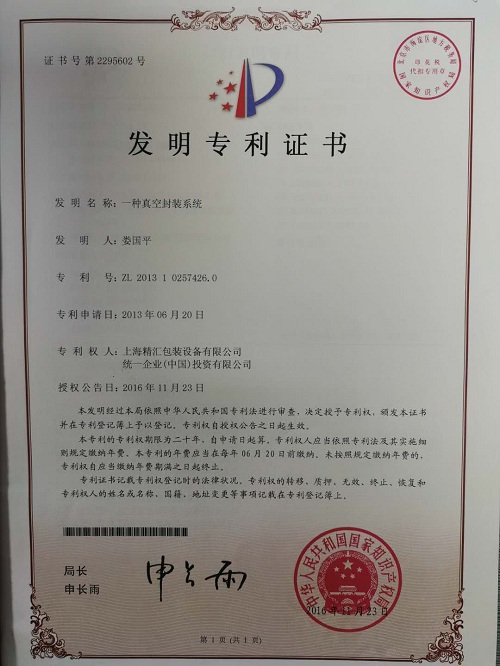 证书号第2295602号
印花税
代扣专用章
发明专利证书
发明名称：一种真空封装系统
发明人：娄国平
专利号：ZL 2013 1 0257426.0
专利申请日：2013年06月20日
专利权人：上海精汇包装设备有限公司
统一企业(中国)投资有限公司
授权公告日：2016年11月23日
本发明经过本局依照中华人民共和国专利法进行审查，决定授予专利权，颁发本证书
并在专利登记簿上予以登记。专利权自授权公告之日起生效。
本专利的专利权期限为二十年，自申请日起算。专利权人应当依照专利法及其实施细
则规定缴纳年费。本专利的年费应当在每年06月20日前缴纳。未按照规定缴纳年费的，
专利权自应当缴纳年费期满之日起终止。
专利证书记载专利权登记时的法律状况。专利权的转移、质押、无效、终止、恢复和
专利权人的姓名或名称、国籍、地址变更等事项记载在专利登记簿上。
局长
申长雨
申长雨
中华人民共和国国家知识产权局
2016年11月23日
第1页(共1页)